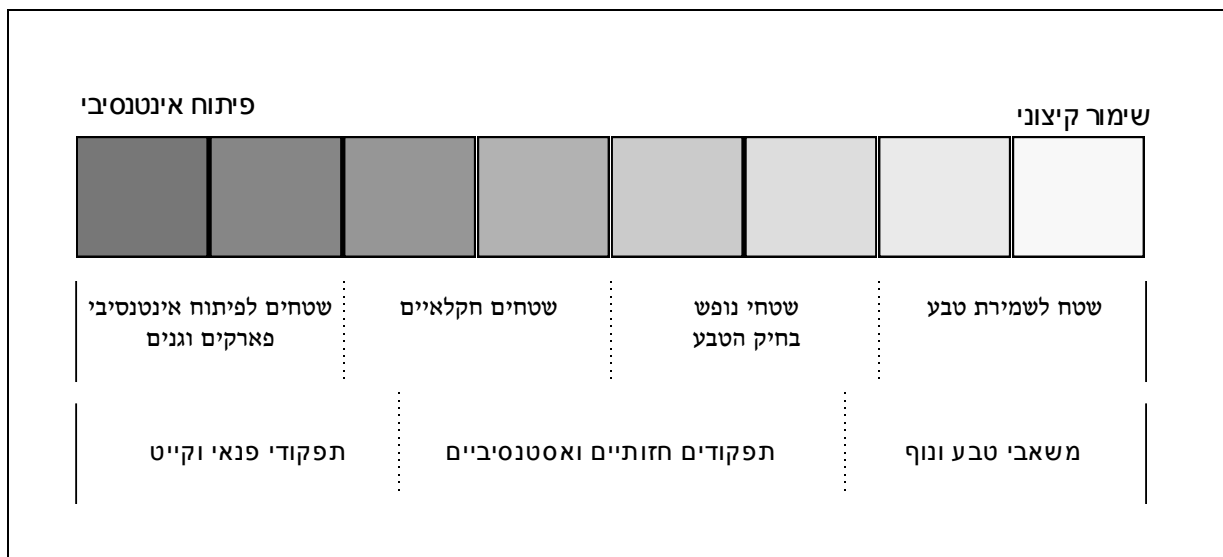 שימור קיצוני
פיתוח אינטנסיבי
שטח לשמירת טבע
שטחי נופש
בחיק הטבע
שטחים חקלאיים
שטחים לפיתוח אינטנסיבי
פארקים וגנים
משאבי טבע ונוף
תפקודים חזותיים ואסטנסיביים
תפקודי פנאי וקייט